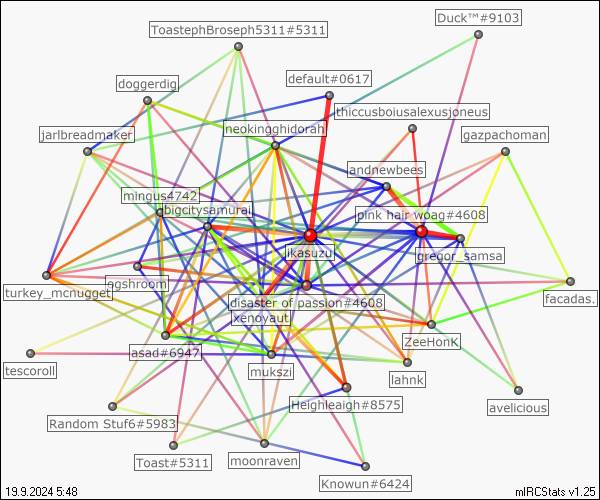 Duck™#9103
ToastephBroseph5311#5311
default#0617
doggerdig
thiccusboiusalexusjoneus
neokingghidorah
jarlbreadmaker
gazpachoman
andnewbees
mingus4742
bigcitysamurai
pink hair woag#4608
ikasuzu
gregor_samsa
ogshroom
turkey_mcnugget
facadas.
disaster of passion#4608
xenoyaut
ZeeHonK
asad#6947
tescoroll
mukszi
lahnk
Heighleaigh#8575
avelicious
Random Stuf6#5983
Toast#5311
moonraven
Knowun#6424
19.9.2024 5:48
mIRCStats v1.25